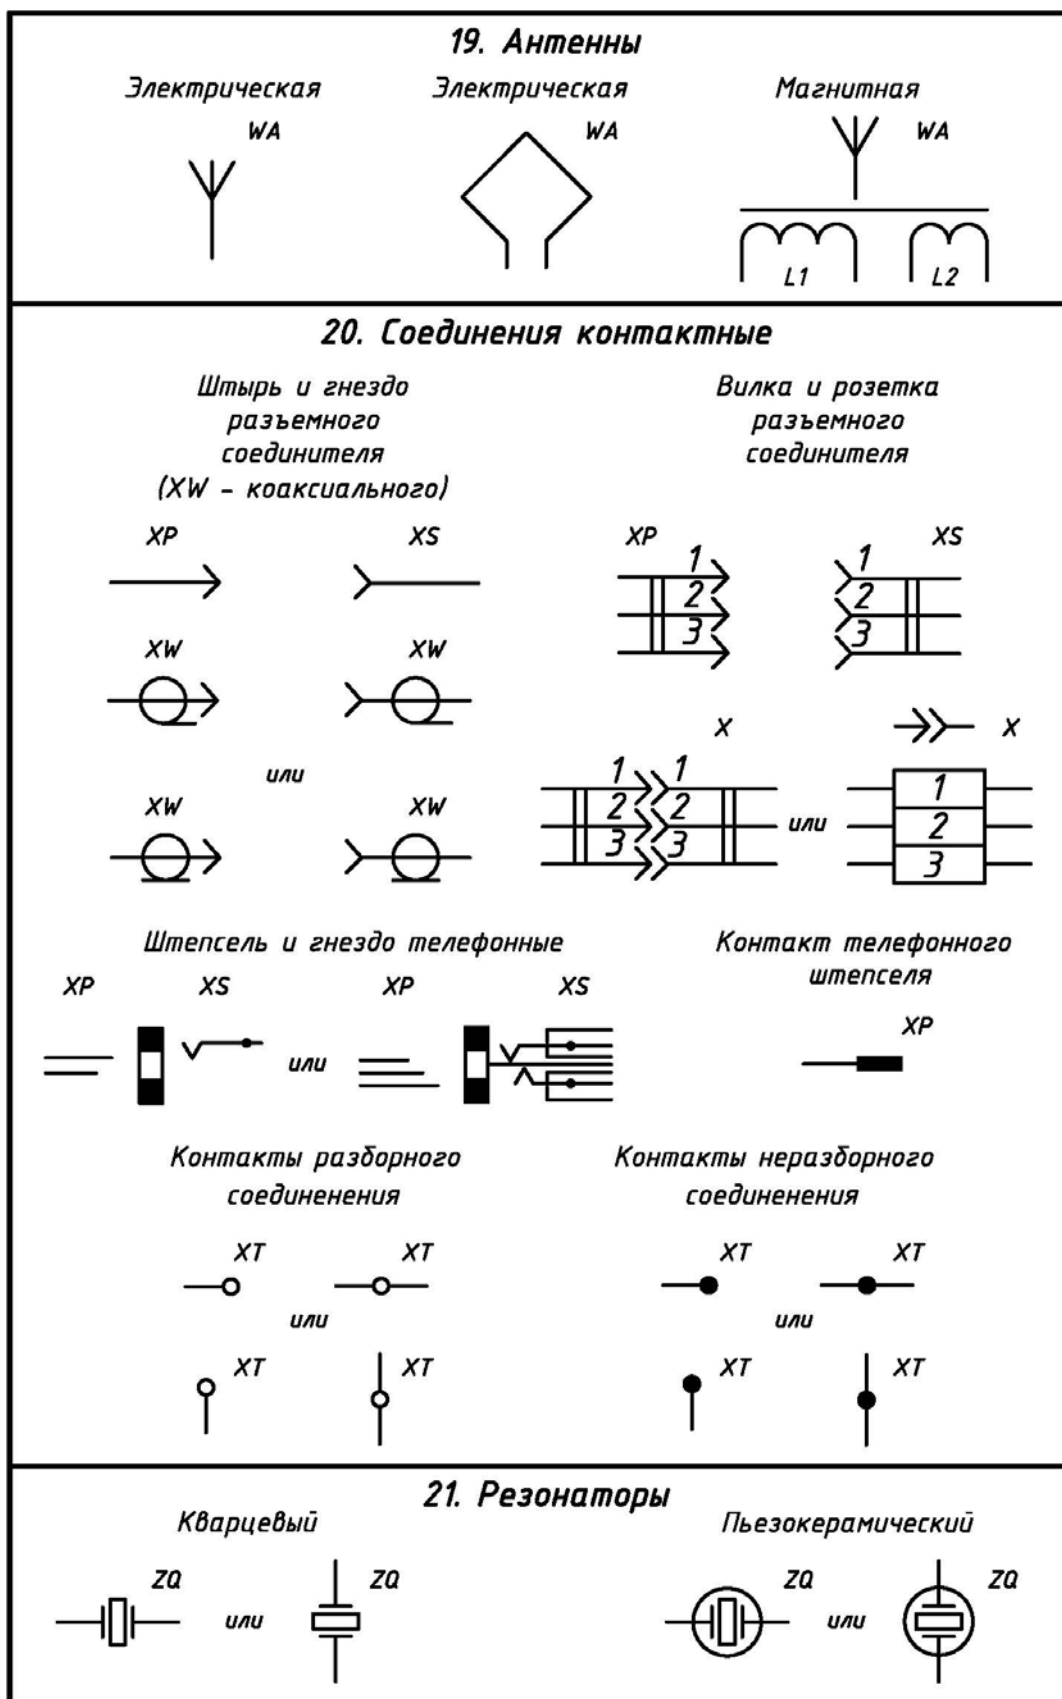 19. Антенны
Электрическая
Электрическая
Магнитная
WA
WA
WA
L1
L2
20. Соединения контактные
Штырь и гнездо
разъемного
соединителя
(XW - коаксиального)
Вилка и розетка
разъемного
соединителя
XP
XS
XP
1
2
3
XS
1
2
3
XW
XW
или
XW
XW
X
1
2
3
1
2
3
или
X
1
2
3
Штепсель и гнездо телефонные
XP
XS
или
XP
XS
Контакт телефонного
штепселя
XP
Контакты разборного
соединенения
XT
XT
или
XT
XT
Контакты неразборного
соединенения
XT
XT
или
XT
XT
21. Резонаторы
Кварцевый
ZQ
или
ZQ
Пьезокерамический
ZQ
или
ZQ